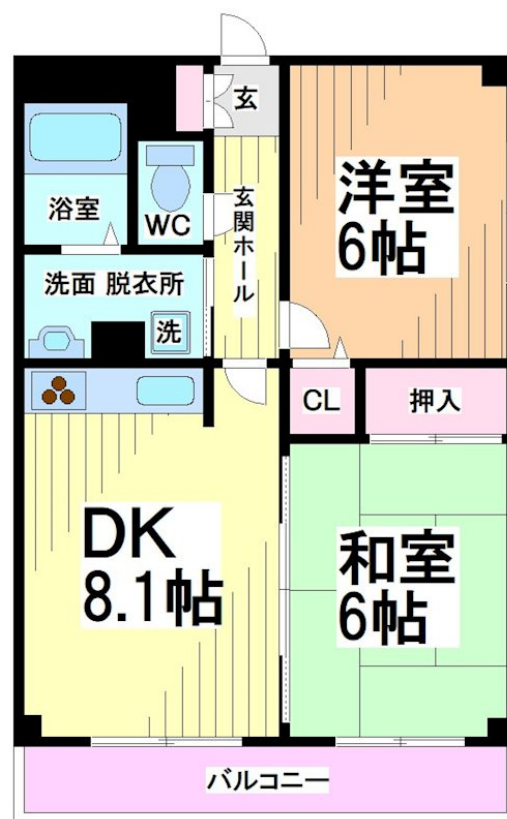 玄
洋室
6帖
浴室
WC
玄関ホール
洗面 脱衣所
洗
CL
押入
DK
8.1帖
和室
6帖
バルコニー